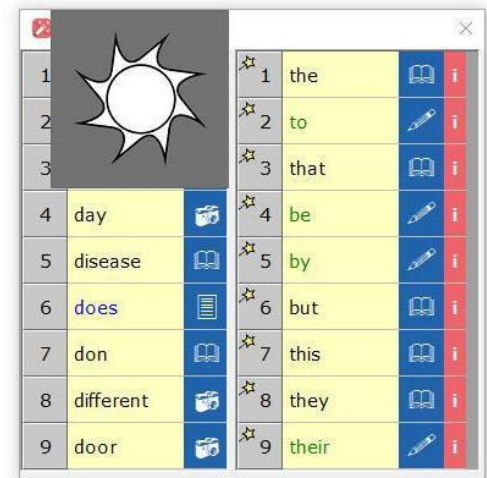 1
2
3
4 day
5 disease
6 does
7 don
8 different
9 door
1 the i
2 to i
3 that i
4 be i
5 by i
6 but i
7 this i
8 they i
9 their i